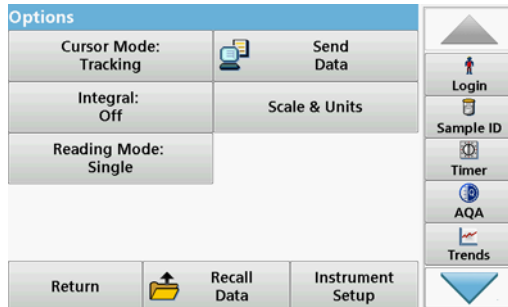 Options
Cursor Mode:
Tracking
Send
Data
Integral:
Off
Scale & Units
Reading Mode:
Single
Return
Recall
Data
Instrument
Setup
Login
Sample ID
Timer
AQA
Trends